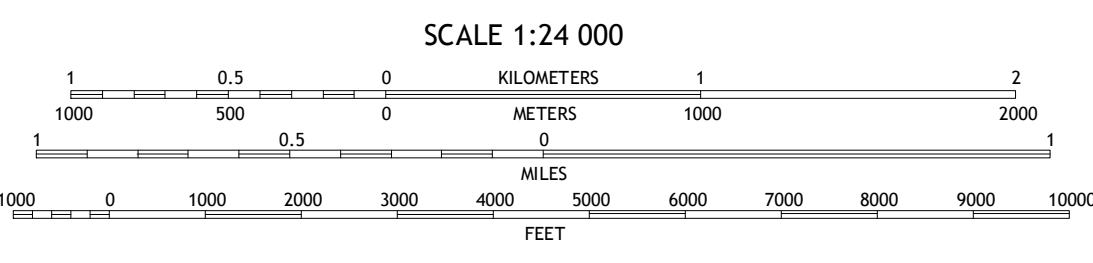 SCALE 1:24 000
1 0.5 0 KILOMETERS 1 2
1000 500 0 METERS 1000 2000
1 0.5 0 1
MILES
1000 0 1000 2000 3000 4000 5000 6000 7000 8000 9000 10000
FEET